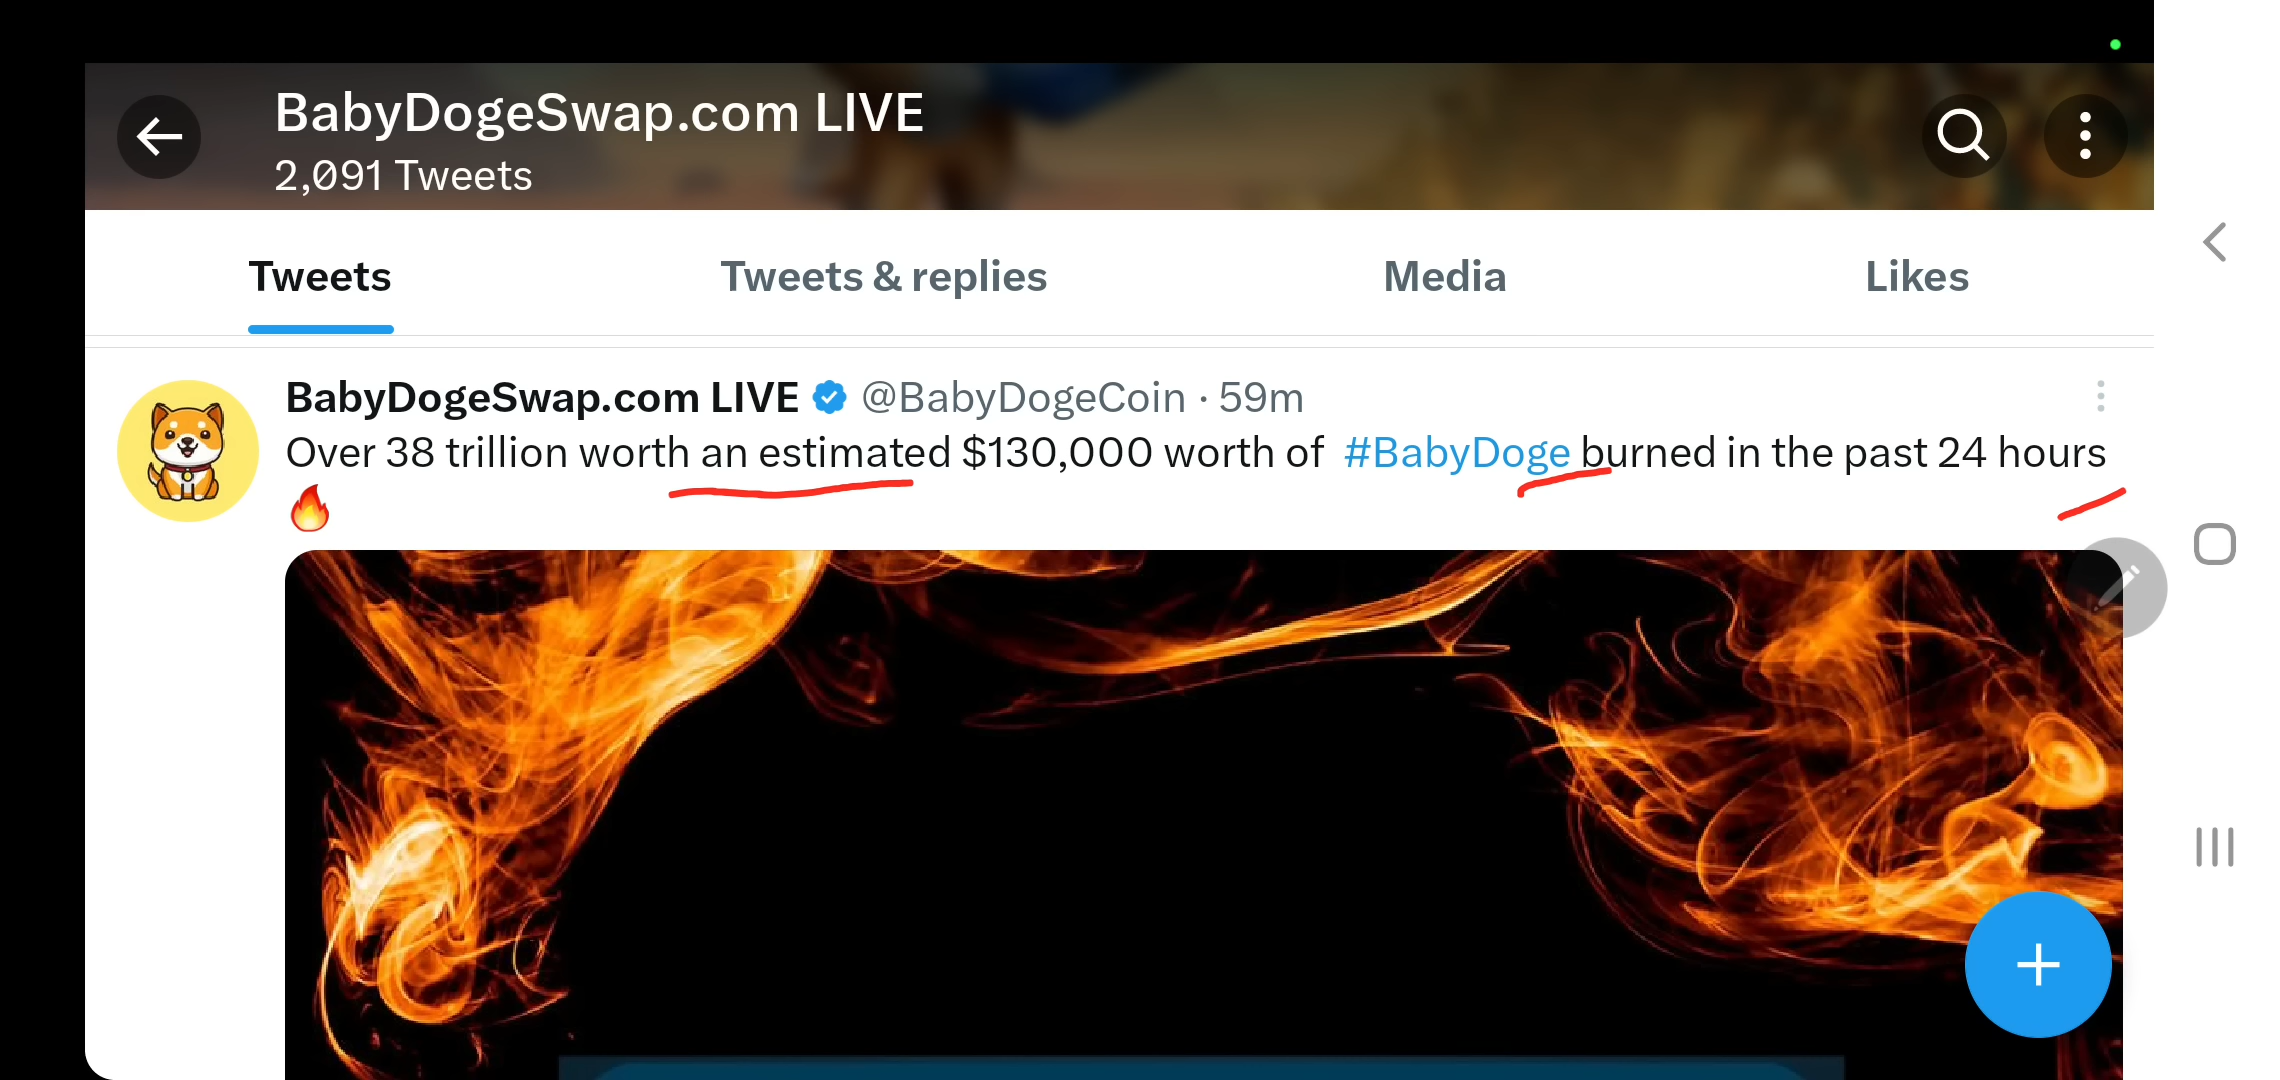 BabyDogeSwap.com LIVE
2,091 Tweets
Tweets Tweets & replies Media Likes
BabyDogeSwap.com LIVE @BabyDogeCoin · 59m
Over 38 trillion worth an estimated $130,000 worth of #BabyDoge burned in the past 24 hours
🔥